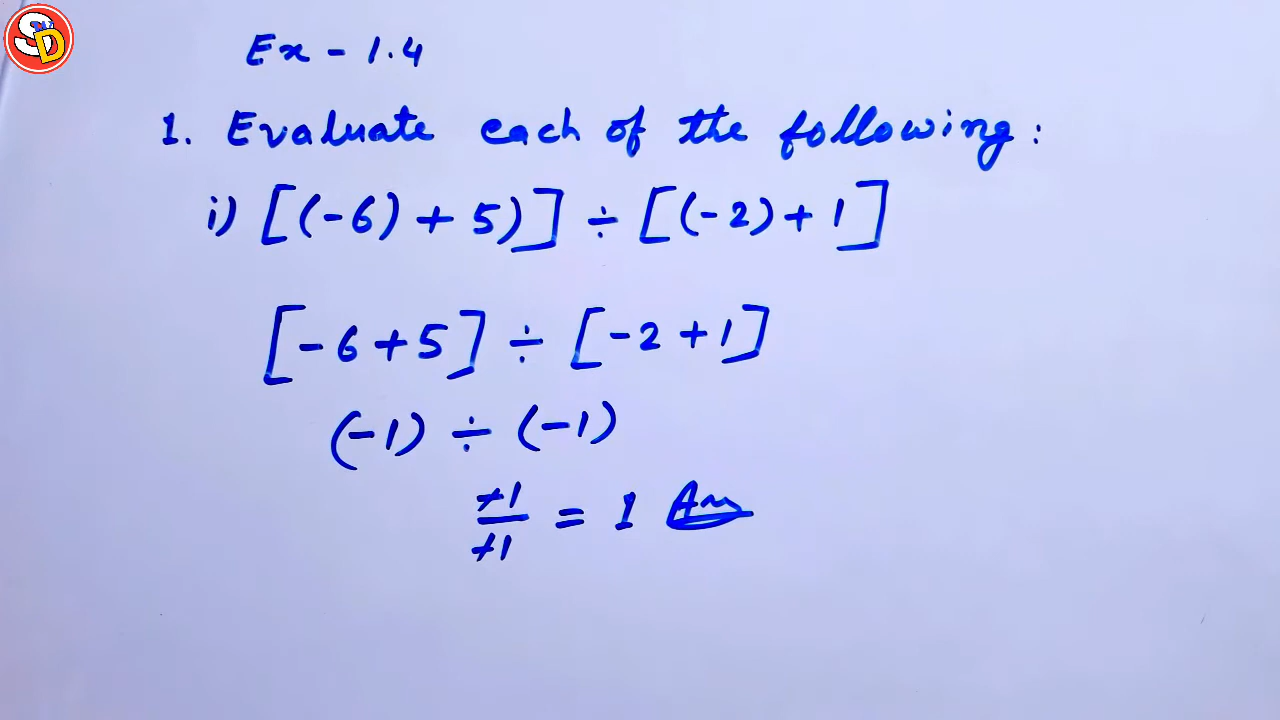 SD
Ex - 1.4
1. Evaluate each of the following:
i) [(-6) + 5)] ÷ [(-2) + 1]
[-6 + 5] ÷ [-2 + 1]
(-1) ÷ (-1)
-1/-1 = 1 Ans